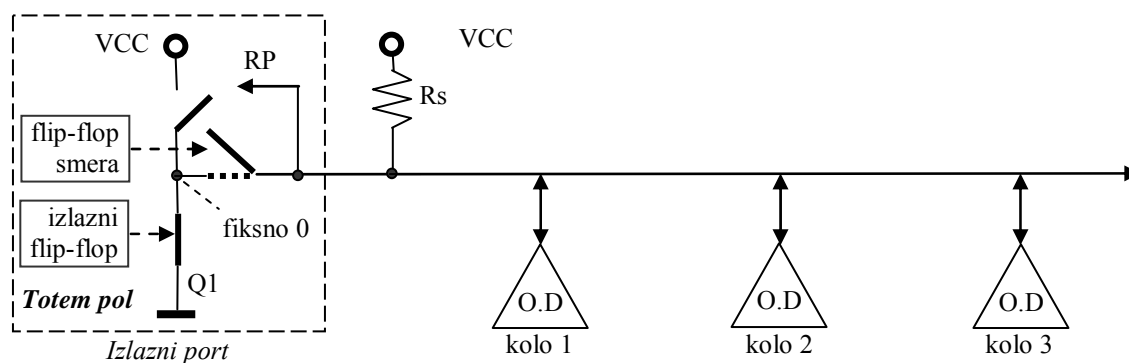 VCC
RP
VCC
Rs
flip-flop
smera
izlazni
flip-flop
fiksno 0
Q1
Totem pol
Izlazni port
O.D
O.D
O.D
kolo 1
kolo 2
kolo 3